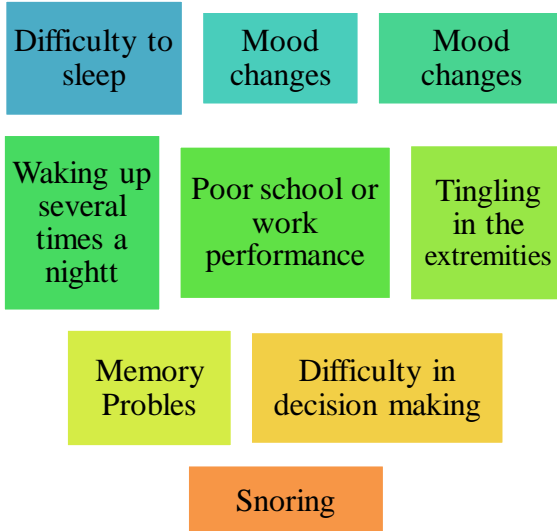 Difficulty to
sleep
Mood
changes
Mood
changes
Waking up
several
times a
nightt
Poor school or
work
performance
Tingling
in the
extremities
Memory
Probles
Difficulty in
decision making
Snoring